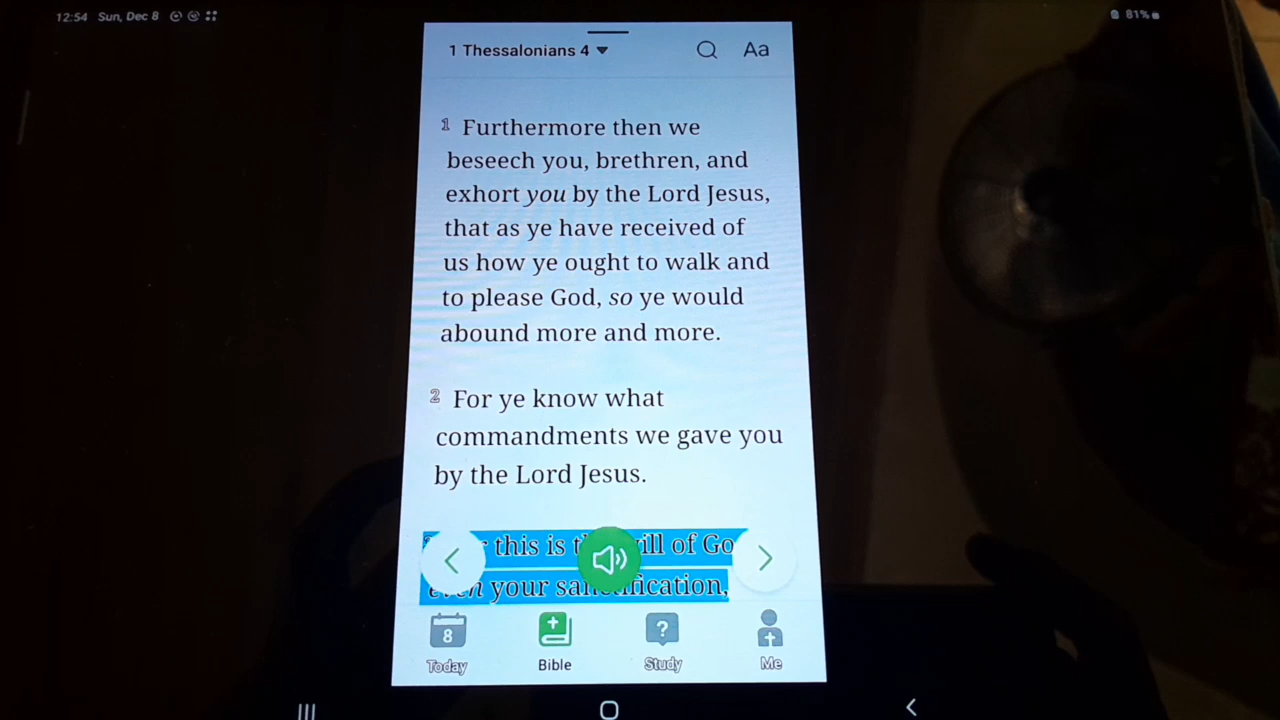 12:54 Sun, Dec 8
81%
1 Thessalonians 4
Aa
1 Furthermore then we
beseech you, brethren, and
exhort you by the Lord Jesus,
that as ye have received of
us how ye ought to walk and
to please God, so ye would
abound more and more.
2 For ye know what
commandments we gave you
by the Lord Jesus.
this is will of
your
8
Today
Bible
?
Study
Me